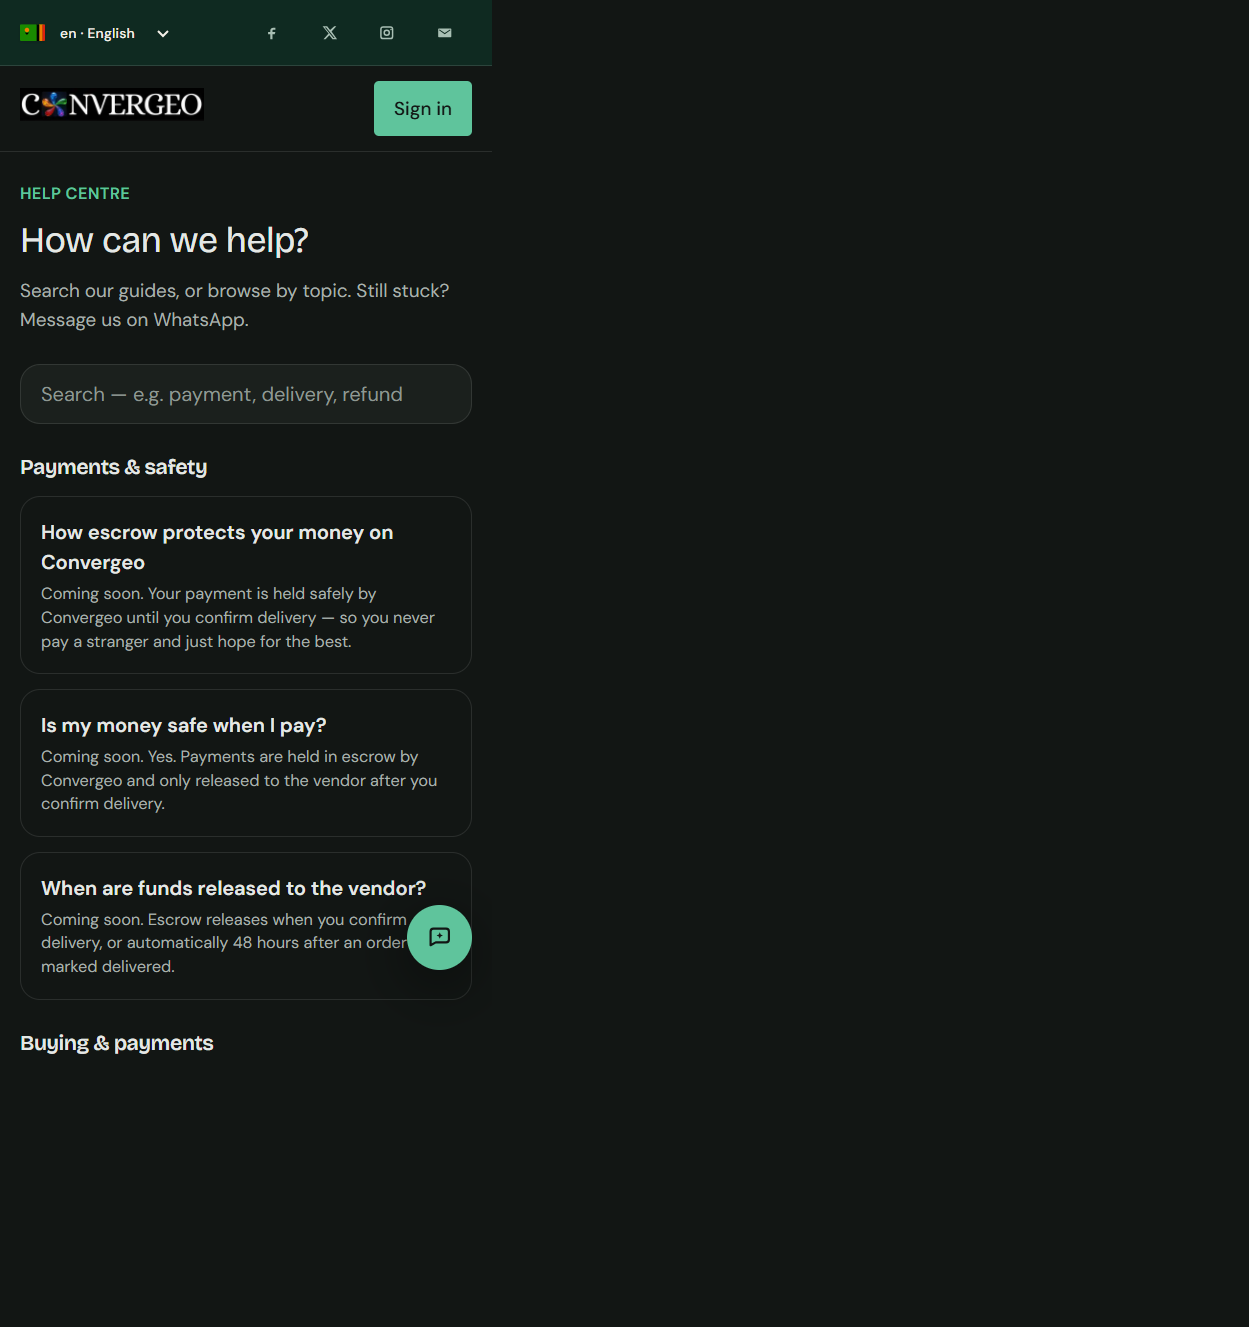 en · English
CONVERGEO
Sign in
HELP CENTRE
How can we help?
Search our guides, or browse by topic. Still stuck?
Message us on WhatsApp.
Search — e.g. payment, delivery, refund
Payments & safety
How escrow protects your money on
Convergeo
Coming soon. Your payment is held safely by
Convergeo until you confirm delivery — so you never
pay a stranger and just hope for the best.
Is my money safe when I pay?
Coming soon. Yes. Payments are held in escrow by
Convergeo and only released to the vendor after you
confirm delivery.
When are funds released to the vendor?
Coming soon. Escrow releases when you confirm
delivery, or automatically 48 hours after an order
marked delivered.
Buying & payments